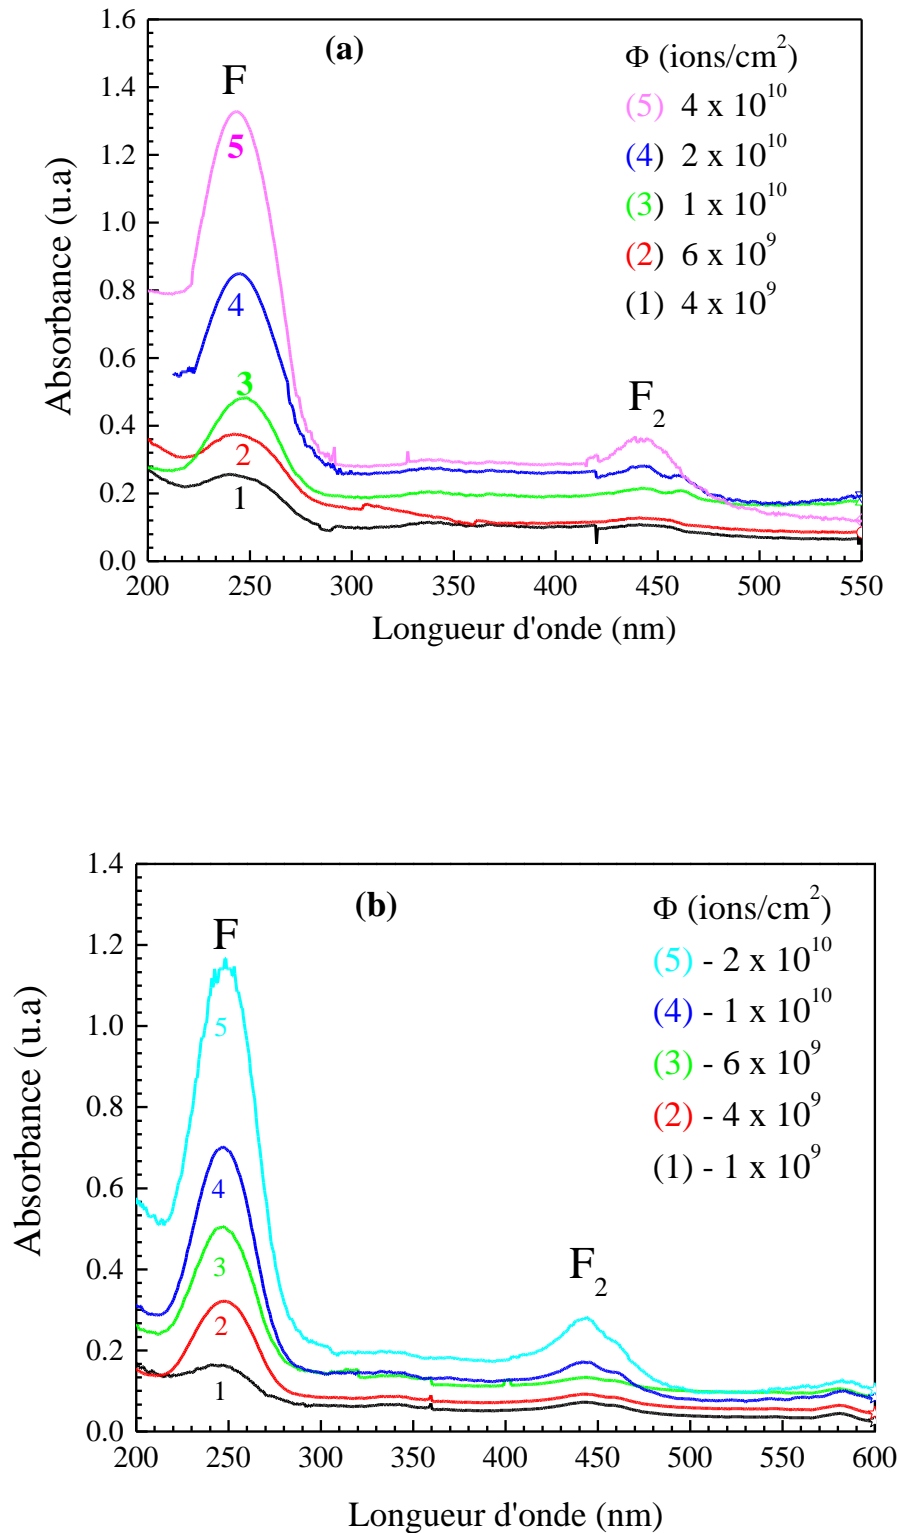 1.6
1.4
1.2
1.0
0.8
0.6
0.4
0.2
0.0
200 250 300 350 400 450 500 550
Absorbance (u.a)
Longueur d'onde (nm)
(a)
F
F₂
5
4
3
2
1
Φ (ions/cm²)
(5) 4 x 10¹⁰
(4) 2 x 10¹⁰
(3) 1 x 10¹⁰
(2) 6 x 10⁹
(1) 4 x 10⁹
1.4
1.2
1.0
0.8
0.6
0.4
0.2
0.0
200 250 300 350 400 450 500 550 600
Absorbance (u.a)
Longueur d'onde (nm)
(b)
F
F₂
5
4
3
2
1
Φ (ions/cm²)
(5) - 2 x 10¹⁰
(4) - 1 x 10¹⁰
(3) - 6 x 10⁹
(2) - 4 x 10⁹
(1) - 1 x 10⁹